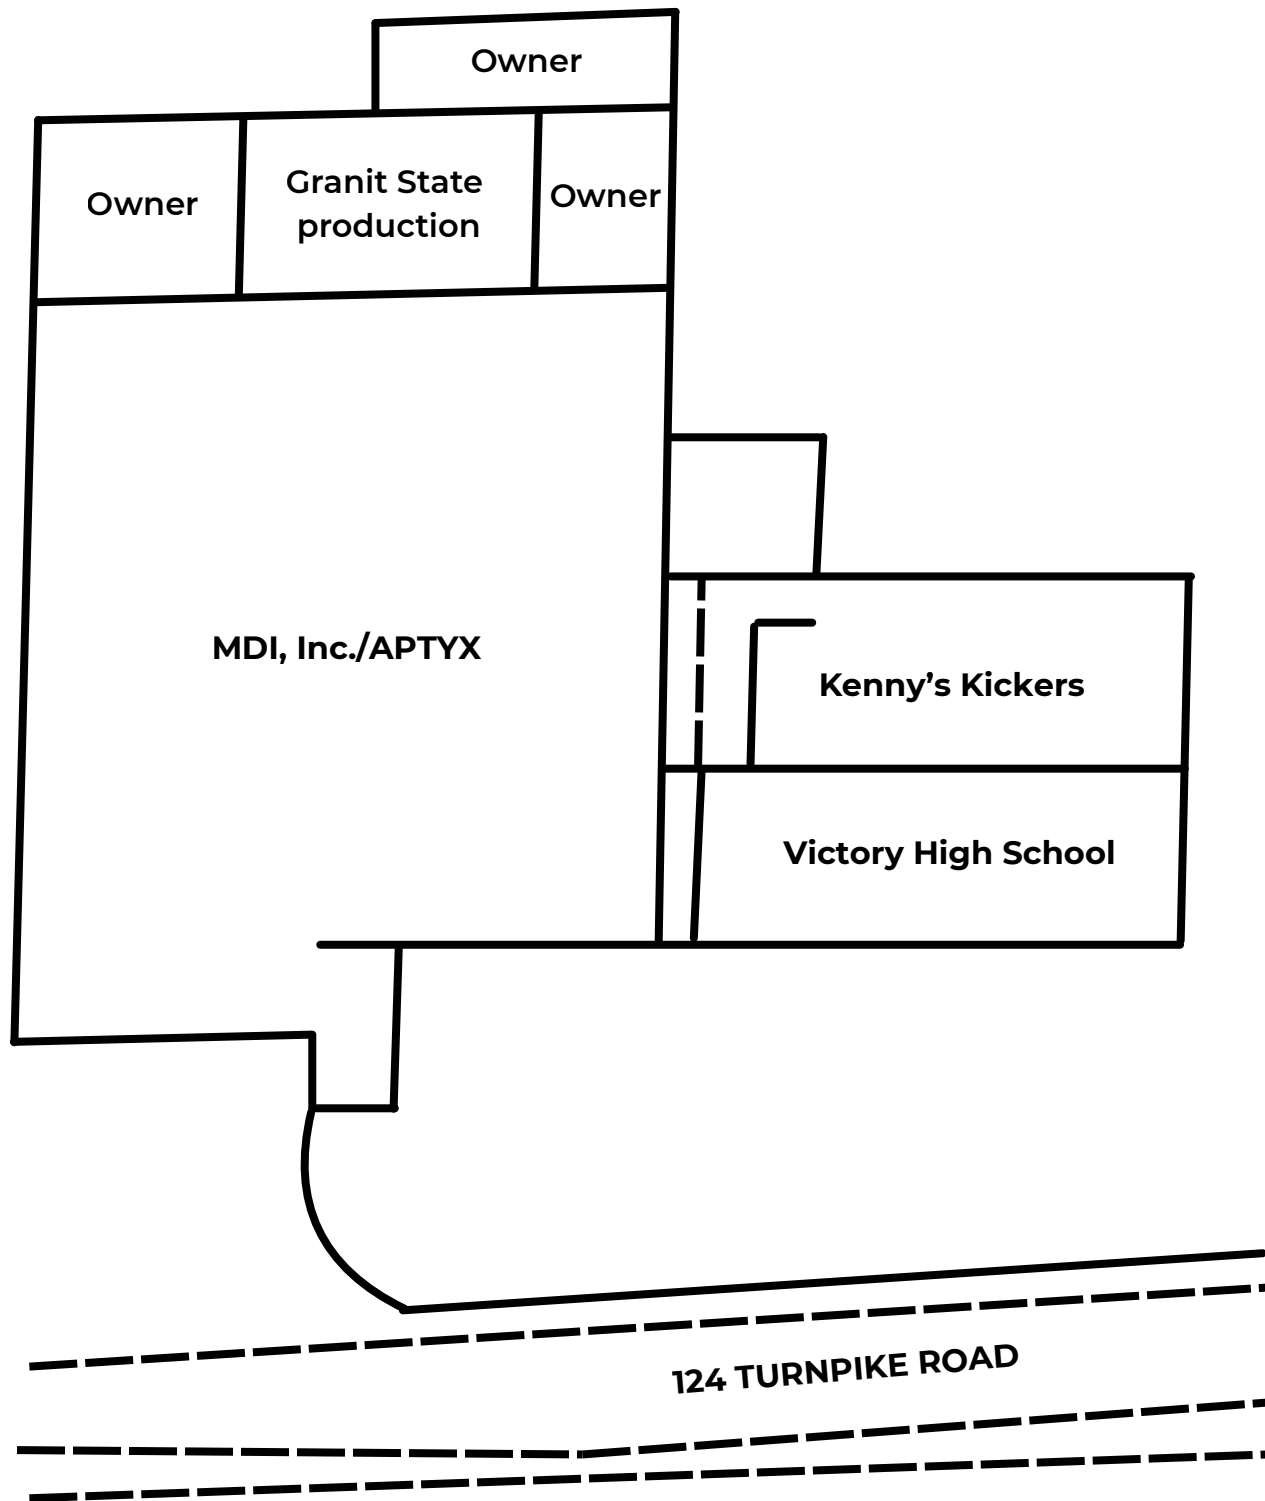 Owner
Owner
Granit State
production
Owner
MDI, Inc./APTYX
Kenny’s Kickers
Victory High School
124 TURNPIKE ROAD